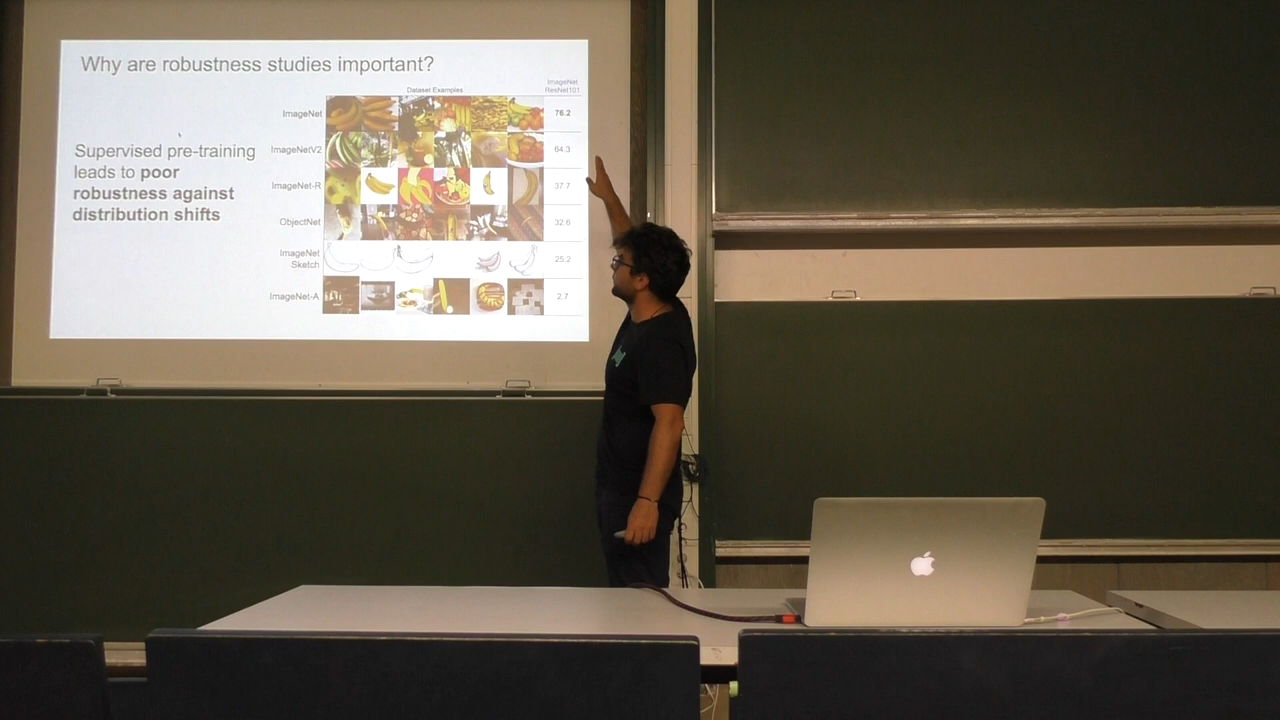 Why are robustness studies important?
Dataset Examples
ImageNet
ResNet101
ImageNet
76.2
Supervised pre-training
leads to poor
robustness against
distribution shifts
ImageNetV2
64.3
ImageNet-R
37.7
ObjectNet
32.6
ImageNet
Sketch
25.2
ImageNet-A
2.7